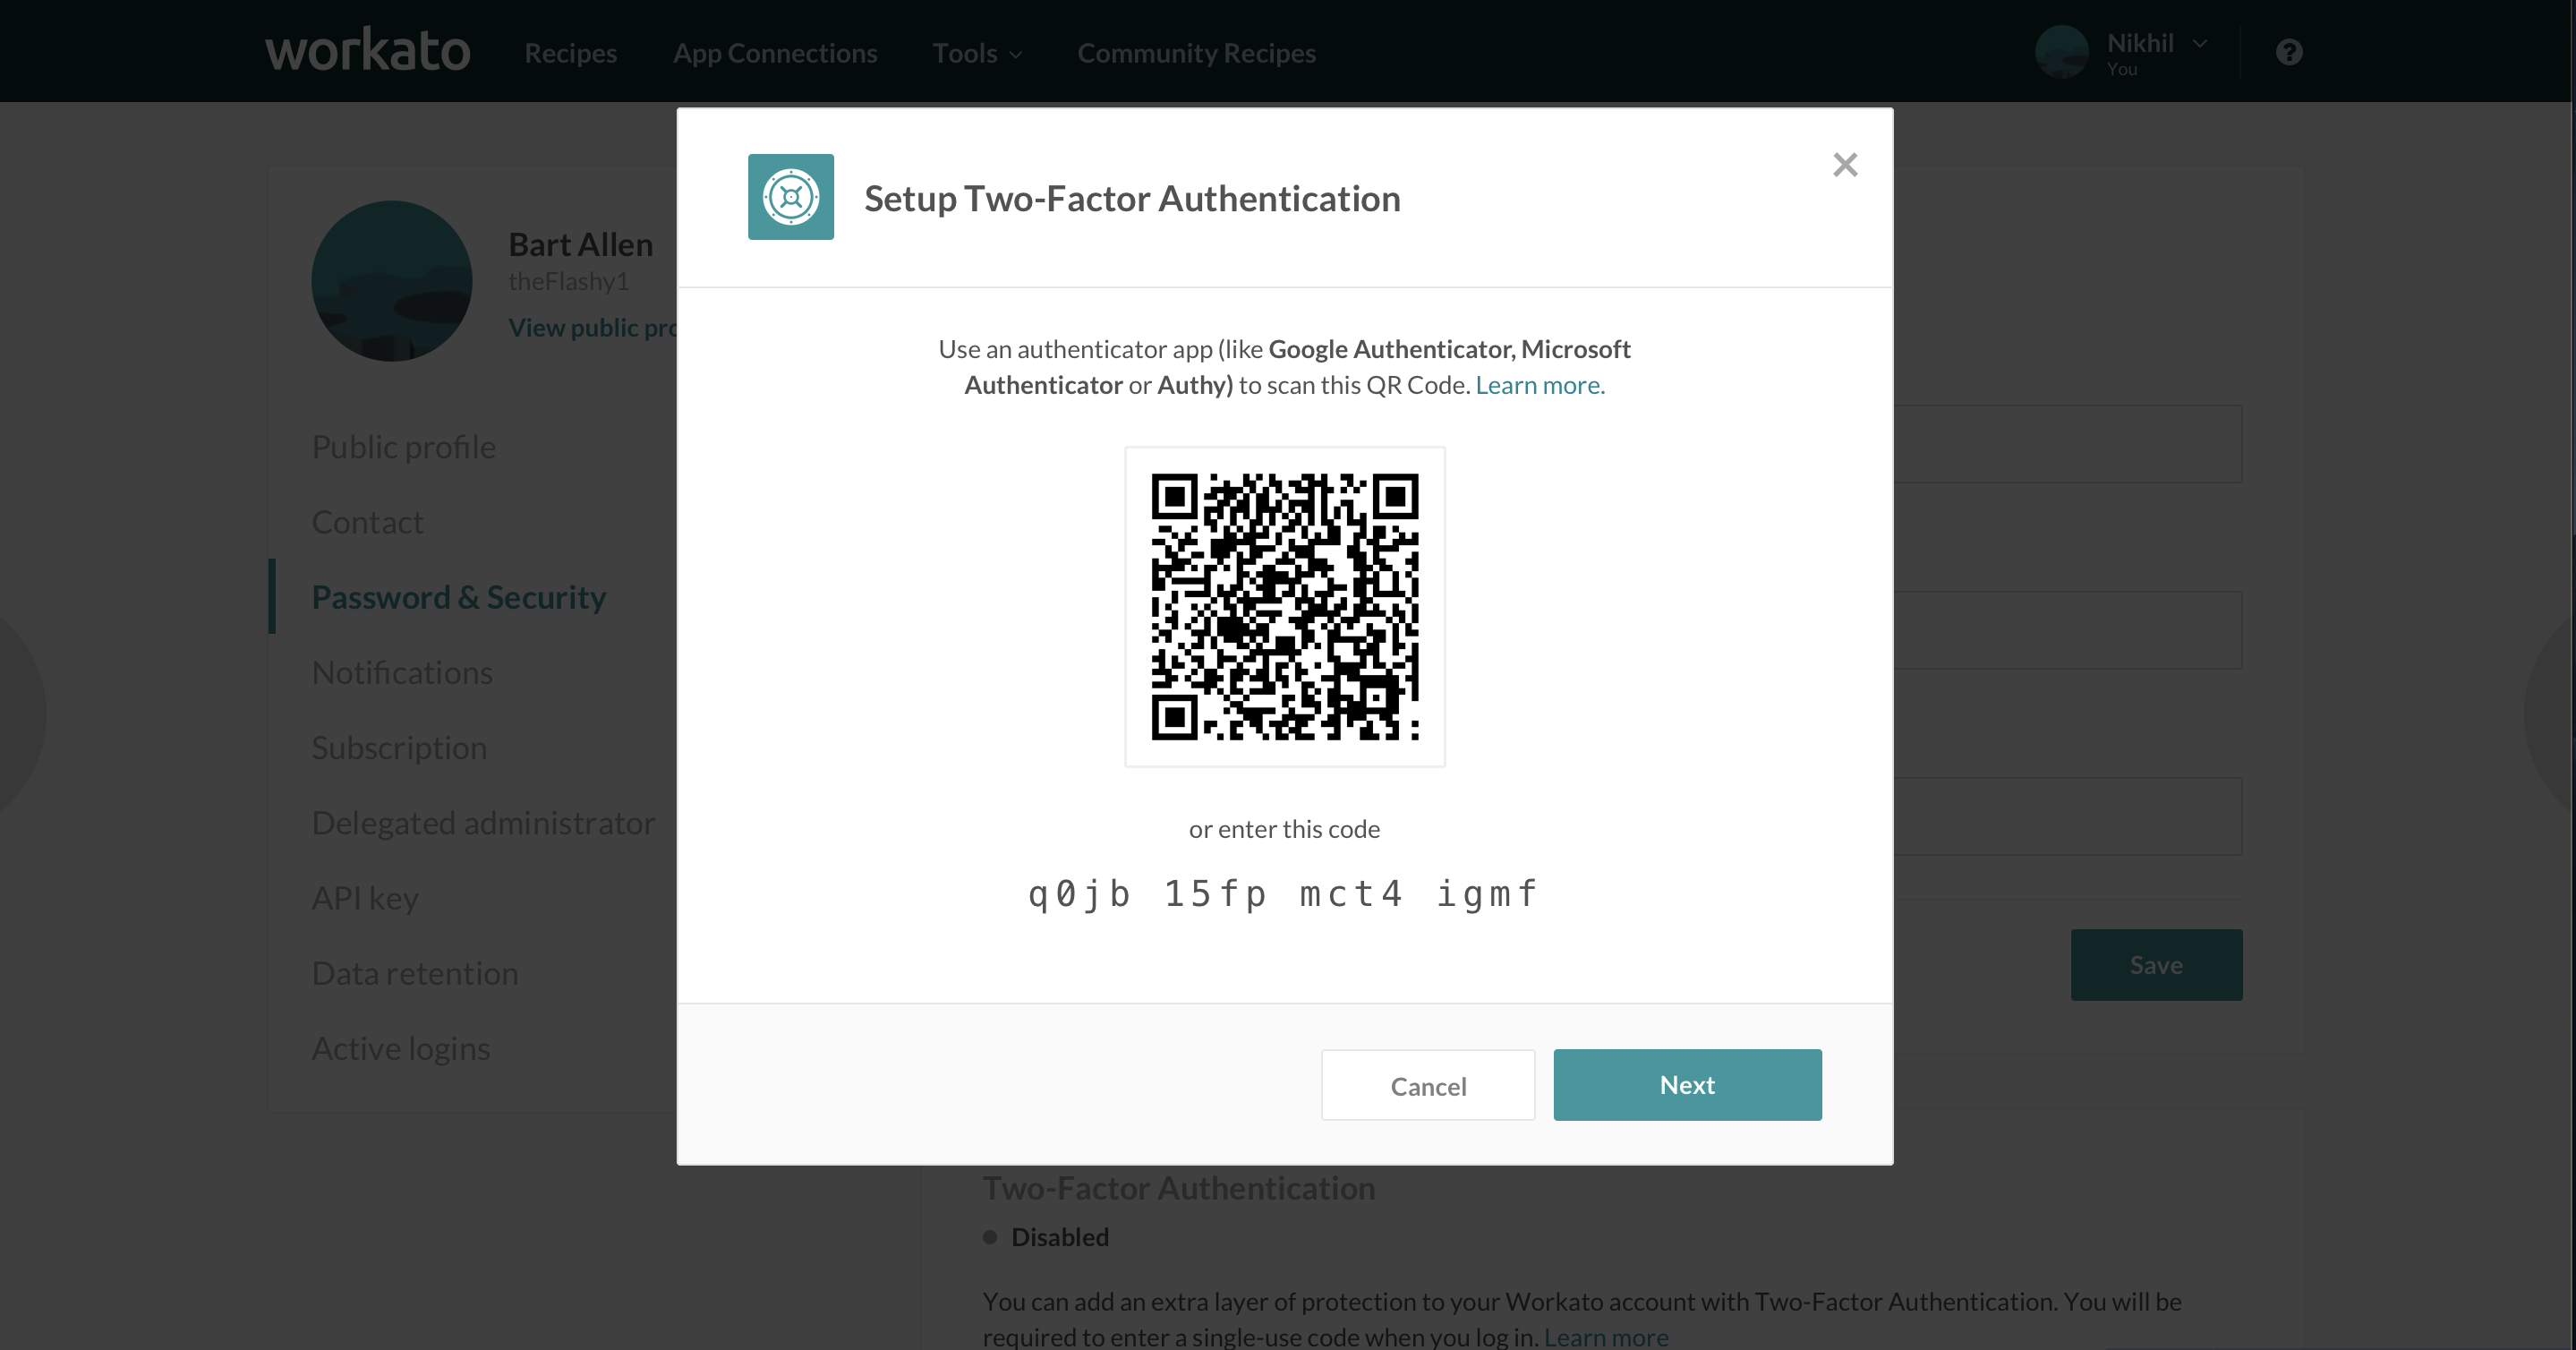 workato
Recipes
App Connections
Tools
Community Recipes
Nikhil
You
?
Bart Allen
theFlashy1
View public pro
Public profile
Contact
Password & Security
Notifications
Subscription
Delegated administrator
API key
Data retention
Active logins
Setup Two-Factor Authentication
Use an authenticator app (like Google Authenticator, Microsoft
Authenticator or Authy) to scan this QR Code. Learn more.
or enter this code
q0jb 15fp mct4 igmf
Cancel
Next
Save
Two-Factor Authentication
Disabled
You can add an extra layer of protection to your Workato account with Two-Factor Authentication. You will be
required to enter a single-use code when you log in. Learn more